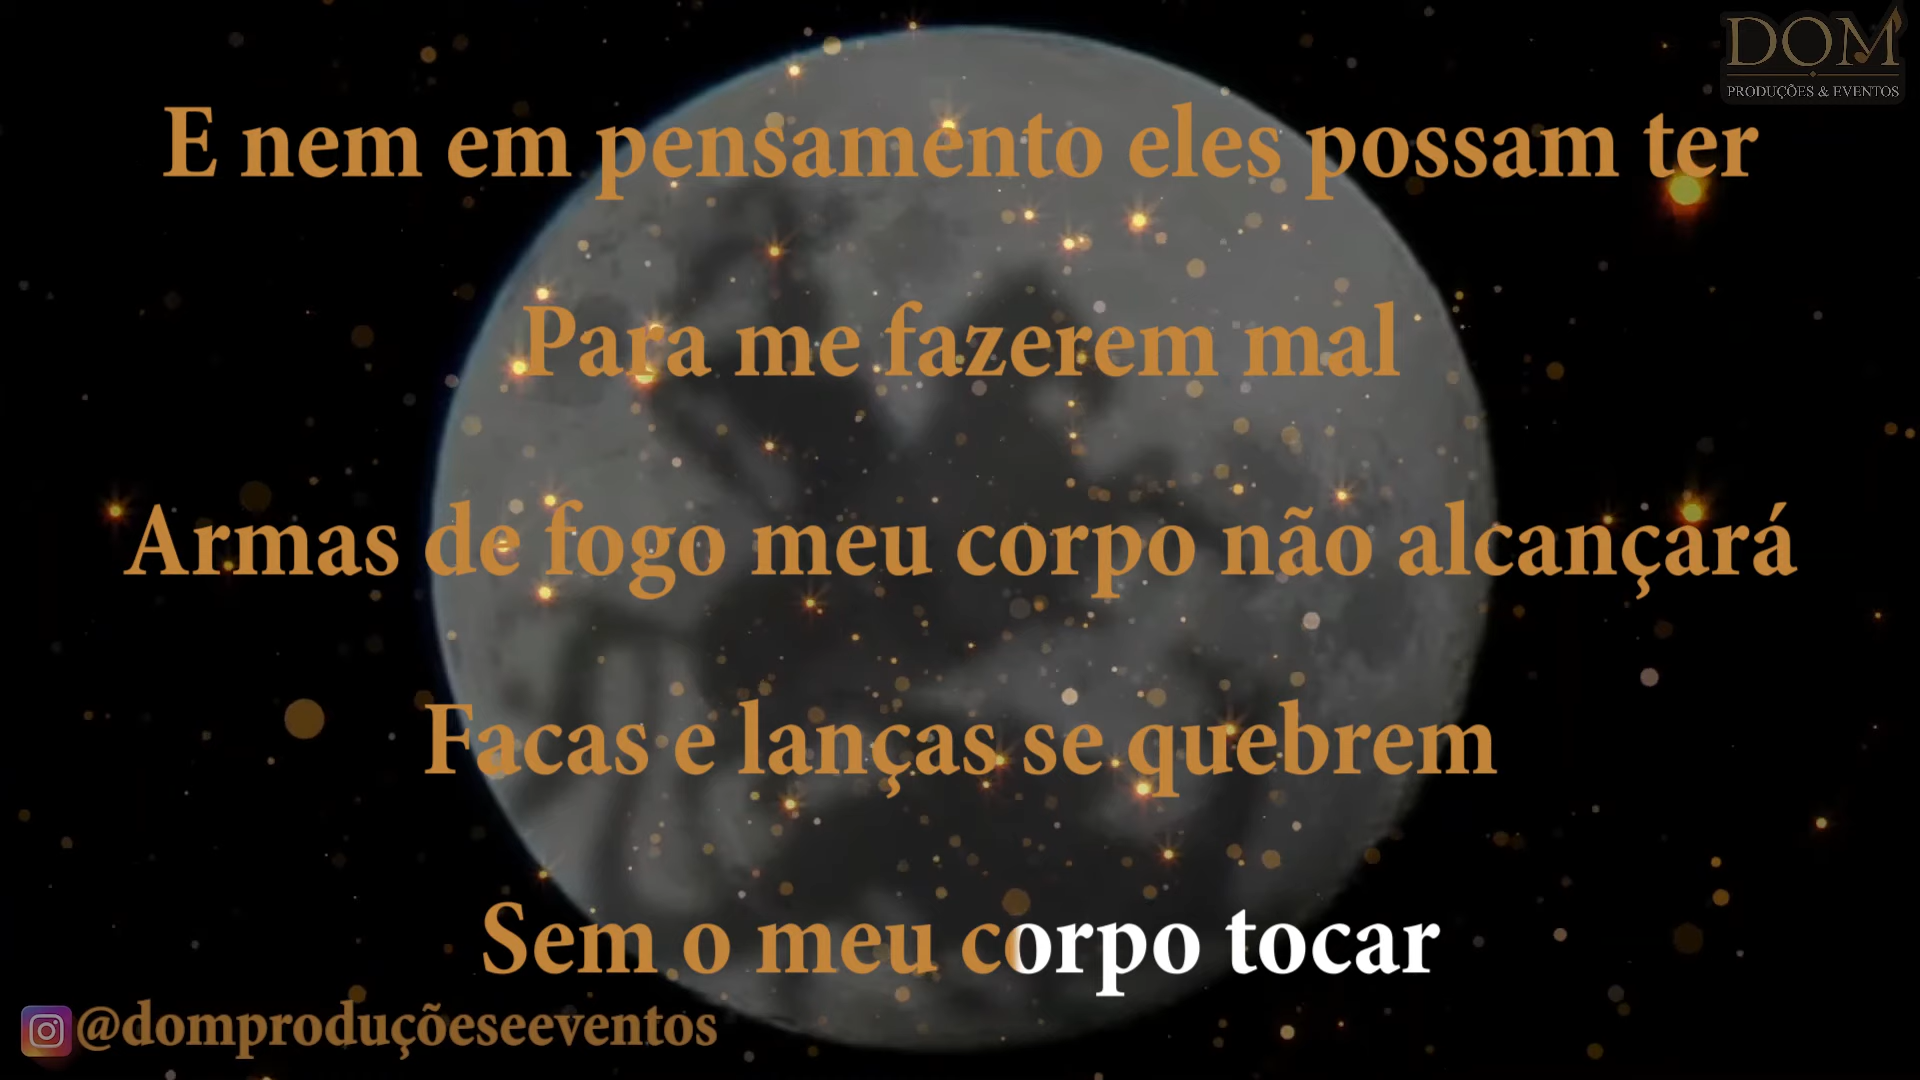 DOM
PRODUÇÕES & EVENTOS
E nem em pensamento eles possam ter
Para me fazerem mal
Armas de fogo meu corpo não alcançará
Facas e lanças se quebrem
Sem o meu corpo tocar
@domproduçõeseeventos